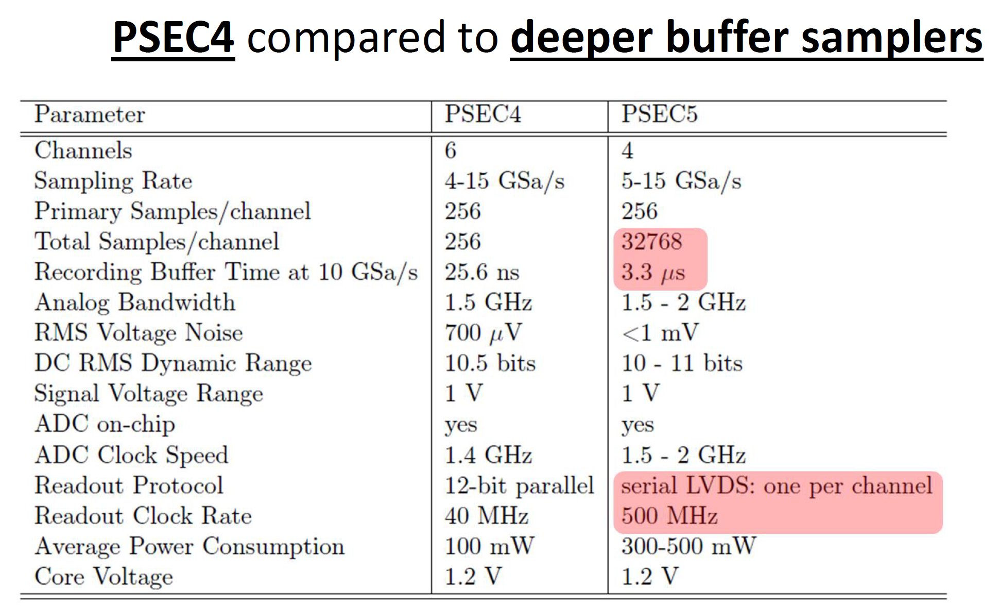 PSEC4 compared to deeper buffer samplers
Parameter PSEC4 PSEC5
Channels 6 4
Sampling Rate 4-15 GSa/s 5-15 GSa/s
Primary Samples/channel 256 256
Total Samples/channel 256 32768
Recording Buffer Time at 10 GSa/s 25.6 ns 3.3 μs
Analog Bandwidth 1.5 GHz 1.5 - 2 GHz
RMS Voltage Noise 700 μV <1 mV
DC RMS Dynamic Range 10.5 bits 10 - 11 bits
Signal Voltage Range 1 V 1 V
ADC on-chip yes yes
ADC Clock Speed 1.4 GHz 1.5 - 2 GHz
Readout Protocol 12-bit parallel serial LVDS: one per channel
Readout Clock Rate 40 MHz 500 MHz
Average Power Consumption 100 mW 300-500 mW
Core Voltage 1.2 V 1.2 V